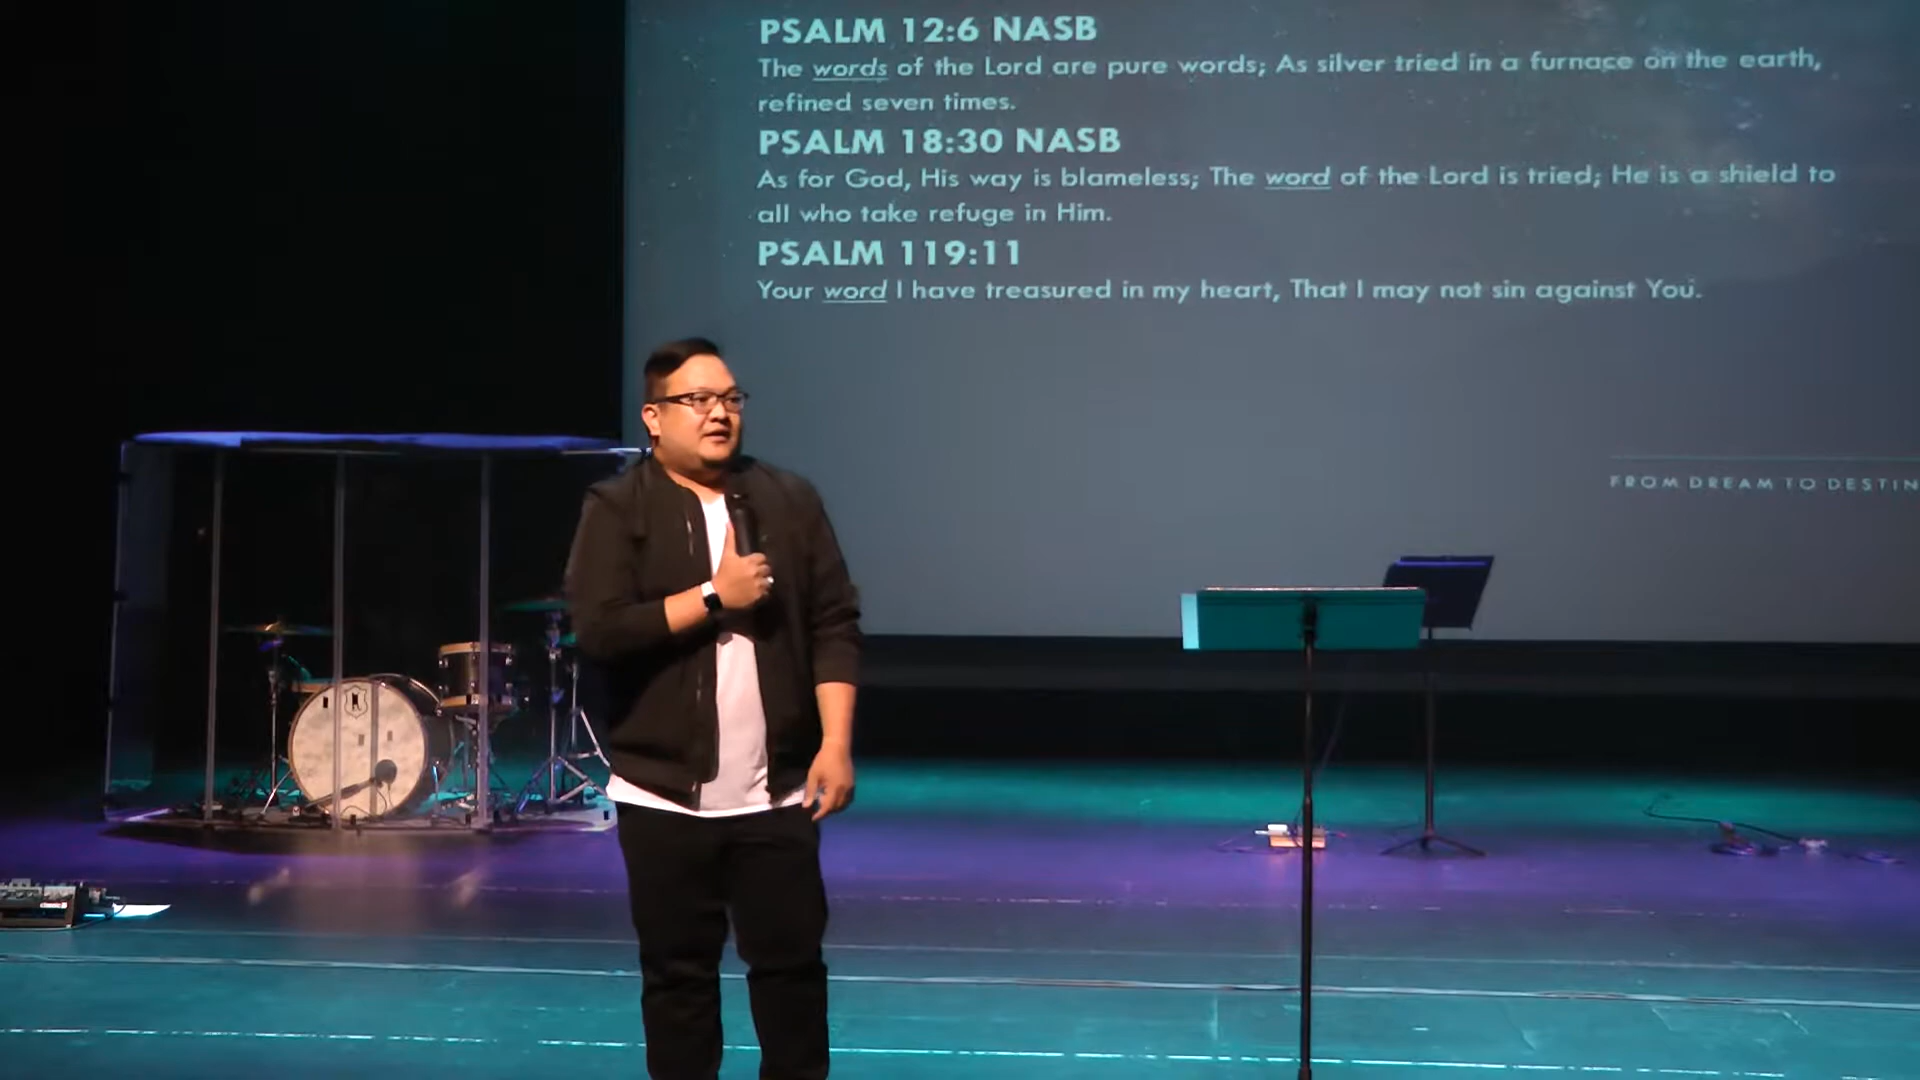 PSALM 12:6 NASB
The words of the Lord are pure words; As silver tried in a furnace on the earth,
refined seven times.
PSALM 18:30 NASB
As for God, His way is blameless; The word of the Lord is tried; He is a shield to
all who take refuge in Him.
PSALM 119:11
Your word I have treasured in my heart, That I may not sin against You.
FROM DREAM TO DESTIN